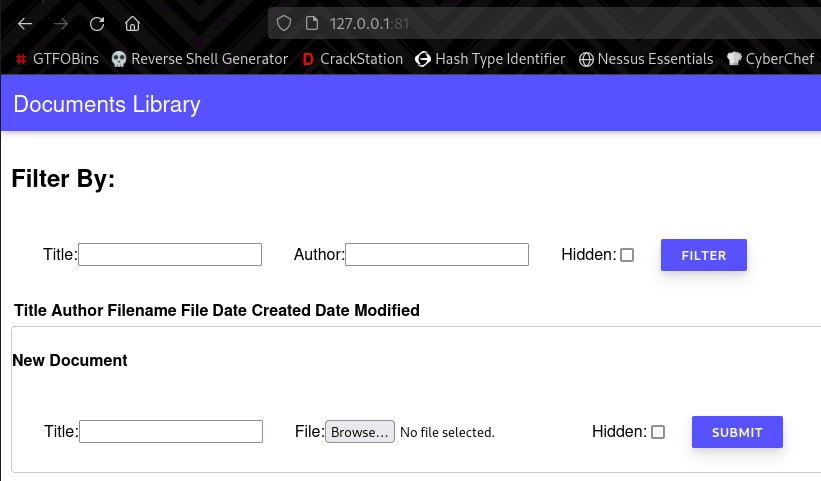 127.0.0.1:81
GTFOBins Reverse Shell Generator CrackStation Hash Type Identifier Nessus Essentials CyberChef
Documents Library
Filter By:
Title: Author: Hidden: FILTER
Title Author Filename File Date Created Date Modified
New Document
Title: File: Browse... No file selected. Hidden: SUBMIT